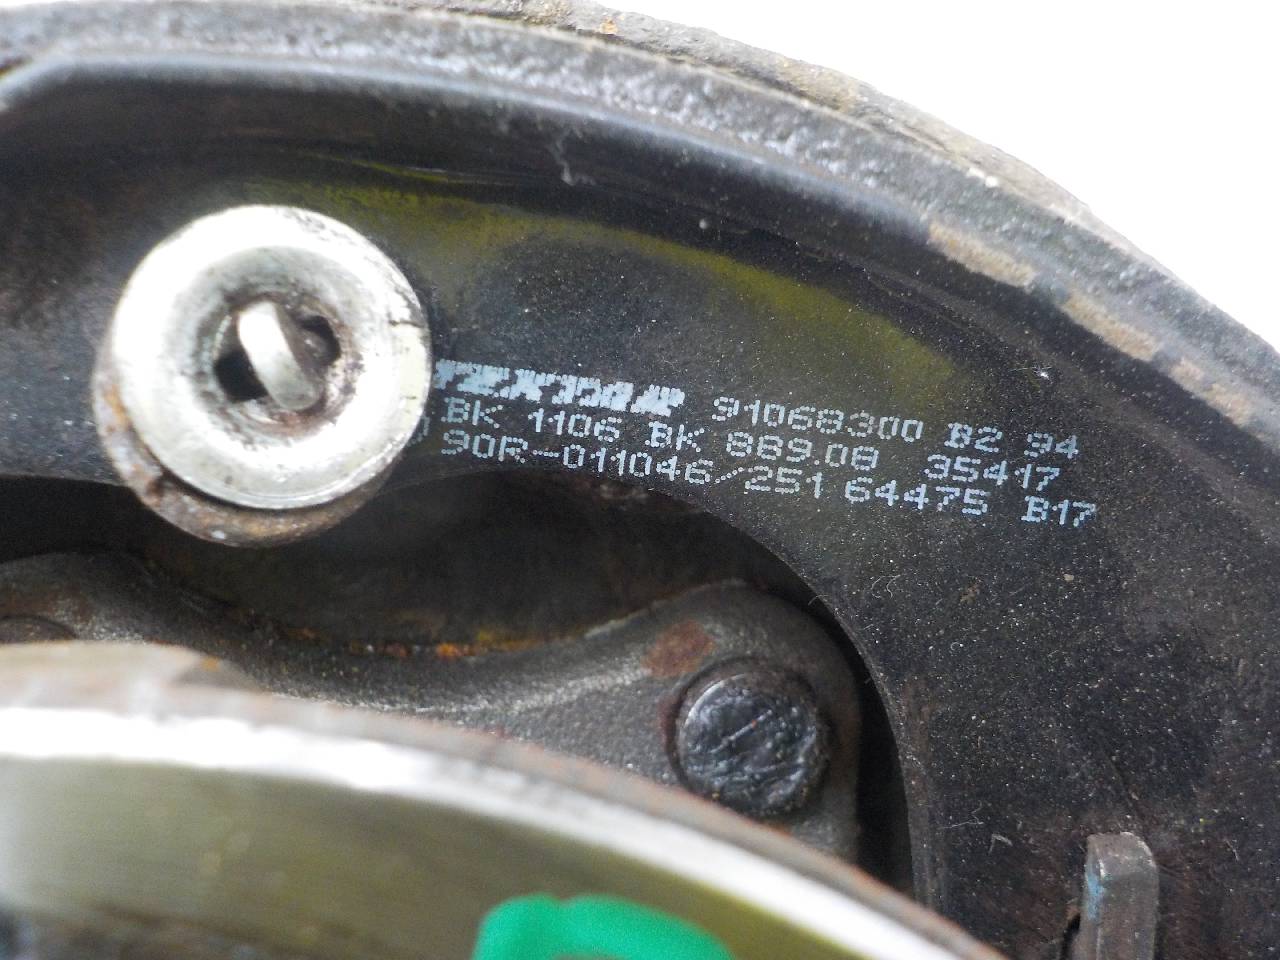 TEXTAR 91068300 B2 94
BK 1106 BK 889.08 35417
90R-011046/251 64475 B17